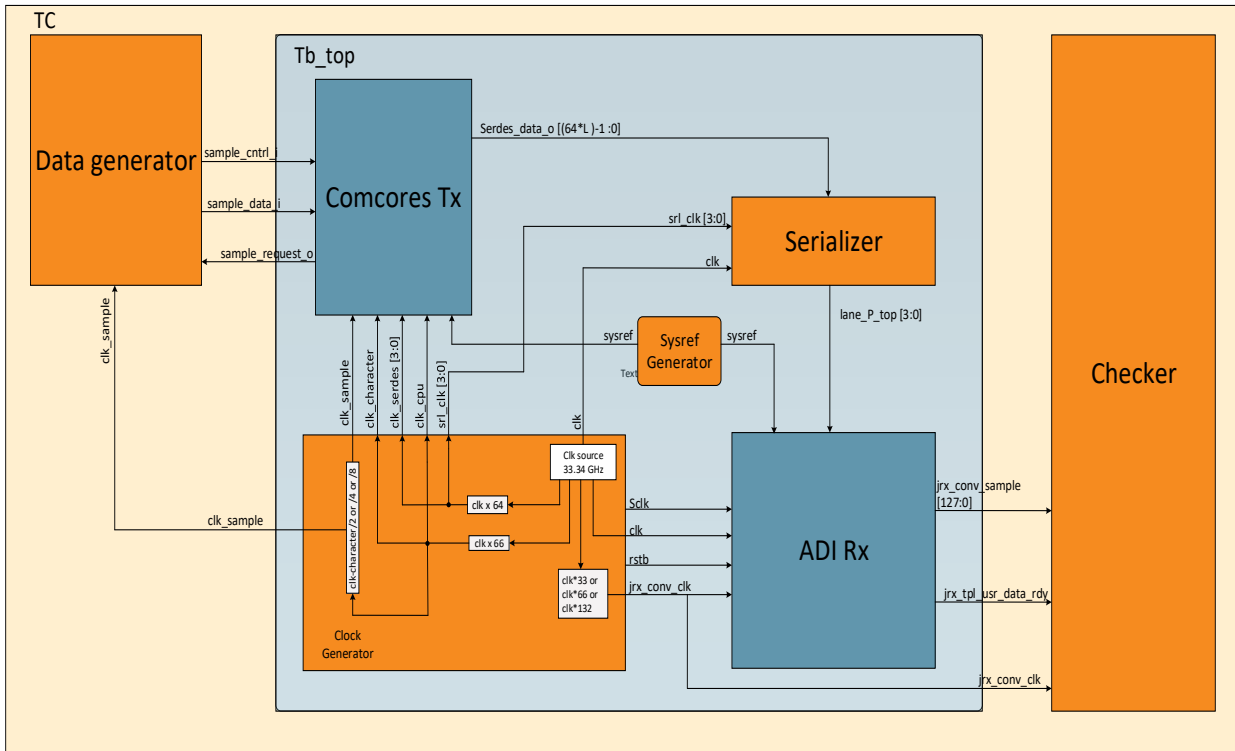 TC
Tb_top
Data generator
sample_cntrl_i
sample_data_i
sample_request_o
clk_sample
Comcores Tx
Serdes_data_o [(64*L )-1 :0]
srl_clk [3:0]
clk
Serializer
lane_P_top [3:0]
sysref
Sysref
Generator
Text
sysref
Checker
clk_sample
clk_character
clk_serdes [3:0]
clk_cpu
srl_clk [3:0]
clk
Clk source
33.34 GHz
clk x 64
clk x 66
clk-character/2 or /4 or /8
clk_sample
clk*33 or
clk*66 or
clk*132
Clock
Generator
Sclk
clk
rstb
jrx_conv_clk
ADI Rx
jrx_conv_sample
[127:0]
jrx_tpl_usr_data_rdy
jrx_conv_clk